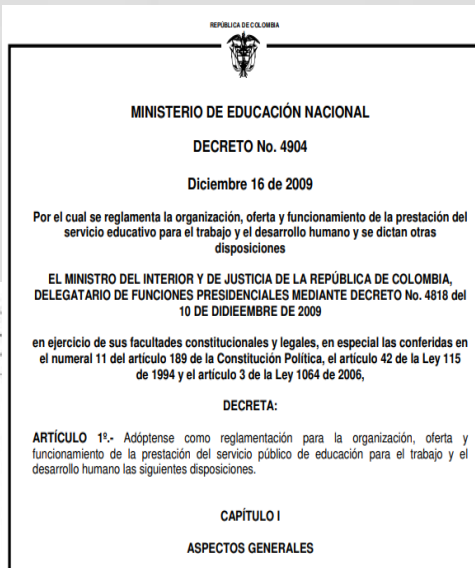 REPÚBLICA DE COLOMBIA
MINISTERIO DE EDUCACIÓN NACIONAL
DECRETO No. 4904
Diciembre 16 de 2009
Por el cual se reglamenta la organización, oferta y funcionamiento de la prestación del
servicio educativo para el trabajo y el desarrollo humano y se dictan otras
disposiciones
EL MINISTRO DEL INTERIOR Y DE JUSTICIA DE LA REPÚBLICA DE COLOMBIA,
DELEGATARIO DE FUNCIONES PRESIDENCIALES MEDIANTE DECRETO No. 4818 del
10 DE DIDIEEMBRE DE 2009
en ejercicio de sus facultades constitucionales y legales, en especial las conferidas en
el numeral 11 del artículo 189 de la Constitución Política, el artículo 42 de la Ley 115
de 1994 y el artículo 3 de la Ley 1064 de 2006,
DECRETA:
ARTÍCULO 1º.- Adóptense como reglamentación para la organización, oferta y
funcionamiento de la prestación del servicio público de educación para el trabajo y el
desarrollo humano las siguientes disposiciones.
CAPÍTULO I
ASPECTOS GENERALES